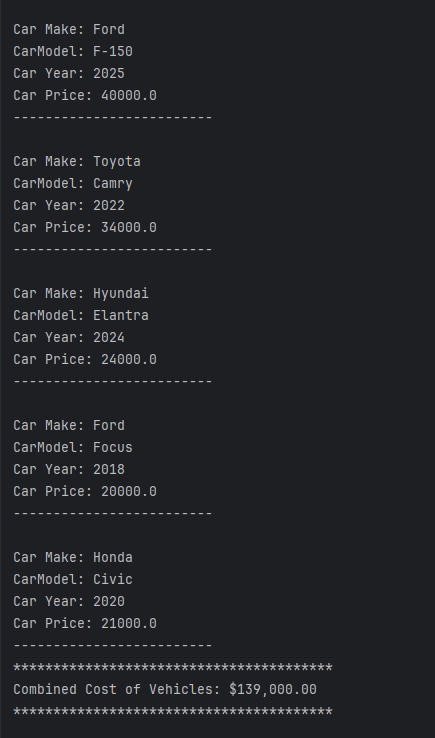 Car Make: Ford
CarModel: F-150
Car Year: 2025
Car Price: 40000.0
-------------------------
Car Make: Toyota
CarModel: Camry
Car Year: 2022
Car Price: 34000.0
-------------------------
Car Make: Hyundai
CarModel: Elantra
Car Year: 2024
Car Price: 24000.0
-------------------------
Car Make: Ford
CarModel: Focus
Car Year: 2018
Car Price: 20000.0
-------------------------
Car Make: Honda
CarModel: Civic
Car Year: 2020
Car Price: 21000.0
-------------------------
****************************************
Combined Cost of Vehicles: $139,000.00
****************************************